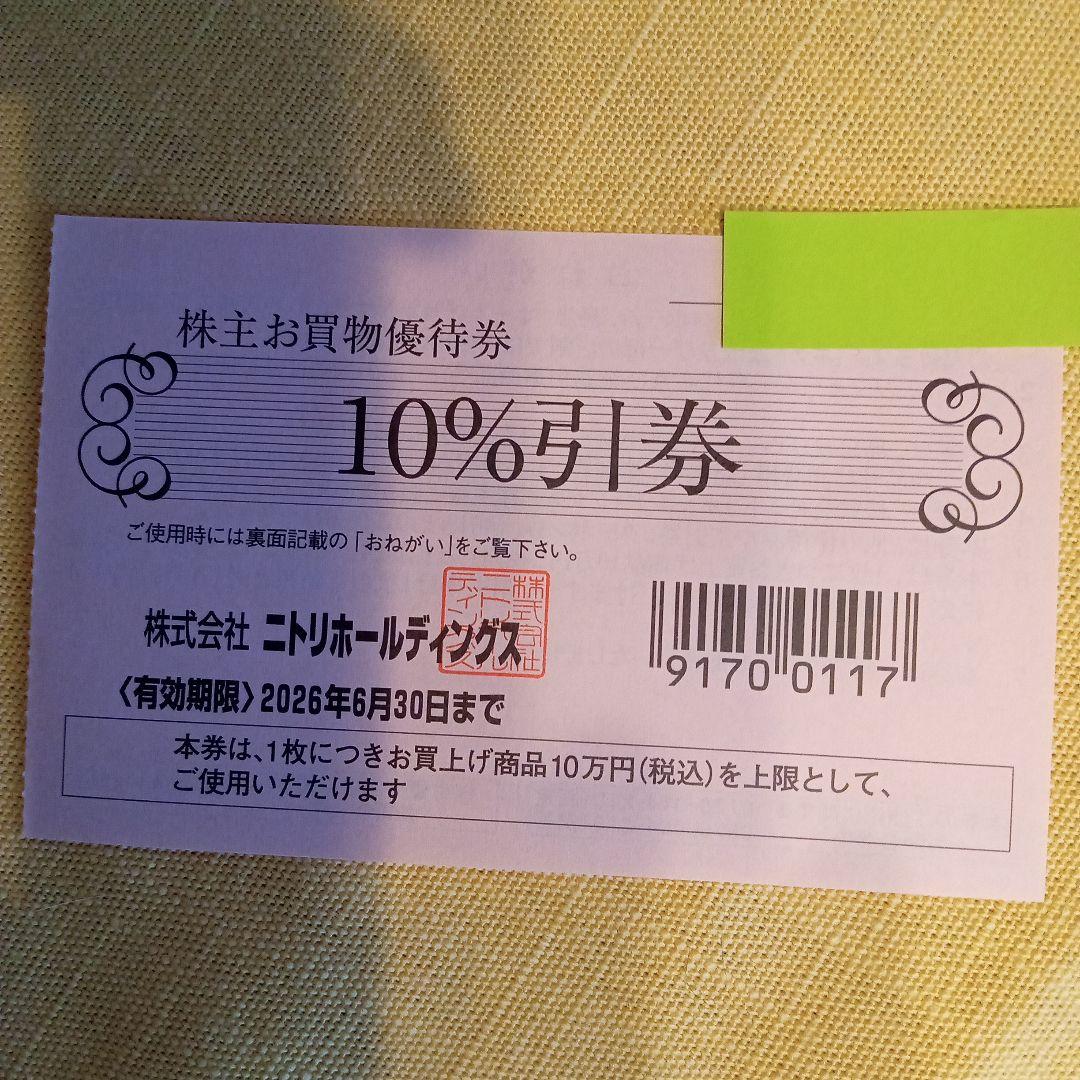 株主お買物優待券
10%引券
ご使用時には裏面記載の「おねがい」をご覧下さい。
株式会社 ニトリホールディングス
〈有効期限〉2026年6月30日まで
9170 0117
本券は、1枚につきお買上げ商品10万円(税込)を上限として、
ご使用いただけます